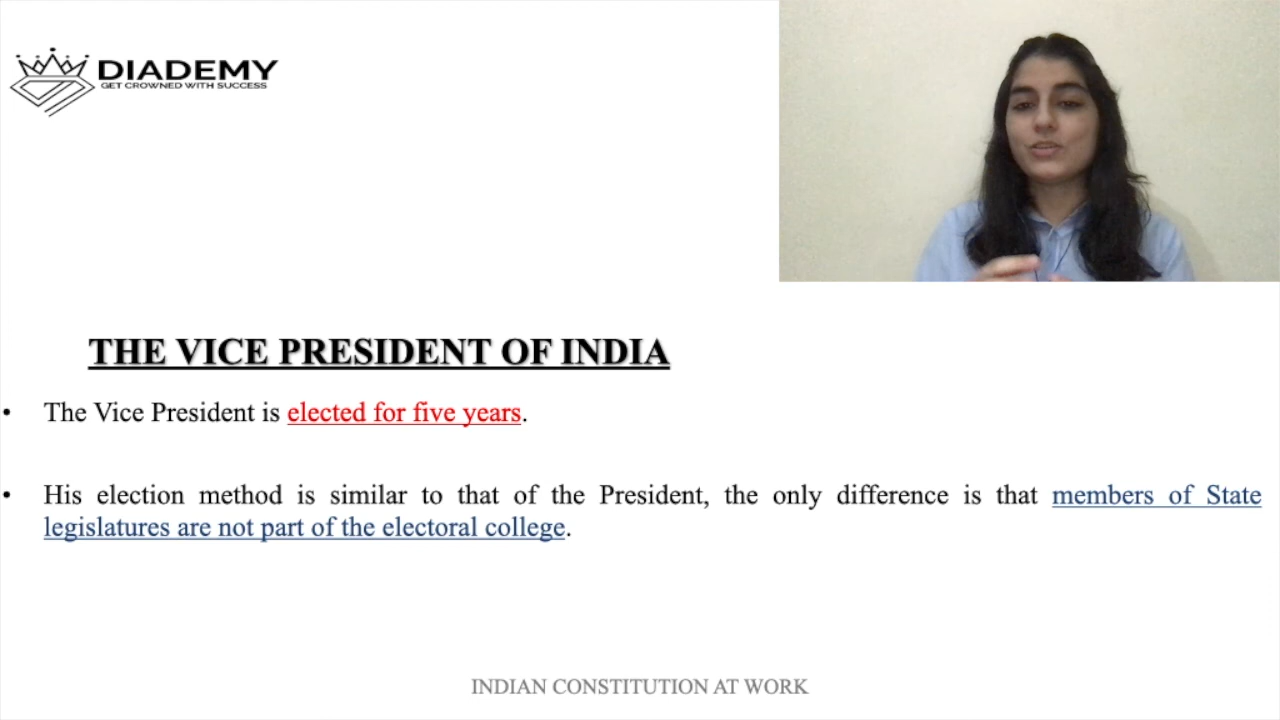 DIADEMY
GET CROWNED WITH SUCCESS
THE VICE PRESIDENT OF INDIA
• The Vice President is elected for five years.
• His election method is similar to that of the President, the only difference is that members of State
legislatures are not part of the electoral college.
INDIAN CONSTITUTION AT WORK